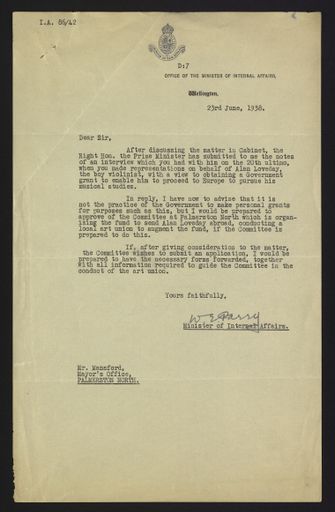 I.A. 86/42
D:7
OFFICE OF THE MINISTER OF INTERNAL AFFAIRS,
Wellington.
23rd June, 1938.
Dear Sir,
After discussing the matter in Cabinet, the
Right Hon. the Prime Minister has submitted to me the notes
of an interview which you had with him on the 20th ultimo,
when you made representations on behalf of Alan Loveday,
the boy violinist, with a view to obtaining a Government
grant to enable him to proceed to Europe to pursue his
musical studies.
In reply, I have now to advise that it is
not the practice of the Government to make personal grants
for purposes such as this, but I would be prepared to
approve of the Committee at Palmerston North which is organ-
ising the fund to send Alan Loveday abroad, conducting a
local art union to augment the fund, if the Committee is
prepared to do this.
If, after giving consideration to the matter,
the Committee wishes to submit an application, I would be
prepared to have the necessary forms forwarded, together
with all information required to guide the Committee in the
conduct of the art union.
Yours faithfully,
W E Parry
Minister of Internal Affairs.
Mr. Mansford,
Mayor's Office,
PALMERSTON NORTH.